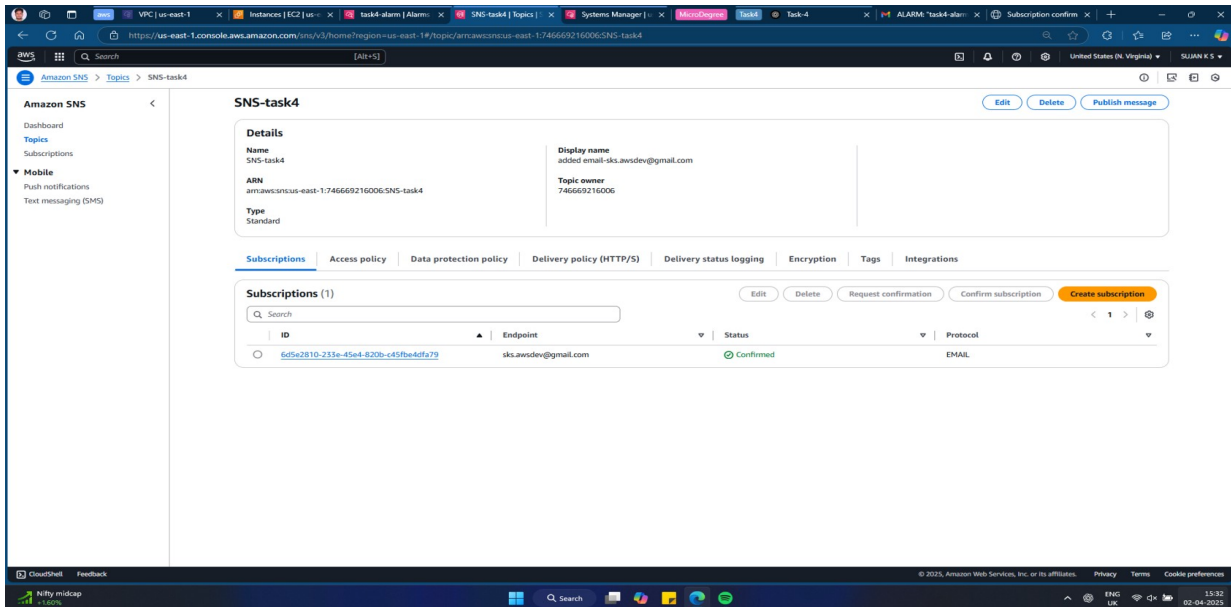 aws
VPC | us-east-1
Instances | EC2 | us-e
task4-alarm | Alarms
SNS-task4 | Topics | S
Systems Manager | u
MicroDegree
Task4
Task-4
ALARM: "task4-alarm
Subscription confirm
https://us-east-1.console.aws.amazon.com/sns/v3/home?region=us-east-1#/topic/arn:aws:sns:us-east-1:746669216006:SNS-task4
aws
Search
[Alt+S]
United States (N. Virginia)
SUJAN K S
Amazon SNS > Topics > SNS-task4
Amazon SNS
Dashboard
Topics
Subscriptions
Mobile
Push notifications
Text messaging (SMS)
SNS-task4
Edit
Delete
Publish message
Details
Name
SNS-task4
Display name
added email-sks.awsdev@gmail.com
ARN
arn:aws:sns:us-east-1:746669216006:SNS-task4
Topic owner
746669216006
Type
Standard
Subscriptions
Access policy
Data protection policy
Delivery policy (HTTP/S)
Delivery status logging
Encryption
Tags
Integrations
Subscriptions (1)
Edit
Delete
Request confirmation
Confirm subscription
Create subscription
Search
1
ID
Endpoint
Status
Protocol
6d5e2810-233e-45e4-820b-c45fbe4dfa79
sks.awsdev@gmail.com
Confirmed
EMAIL
CloudShell
Feedback
© 2025, Amazon Web Services, Inc. or its affiliates.
Privacy
Terms
Cookie preferences
Nifty midcap
+1.60%
Search
ENG
UK
15:32
02-04-2025